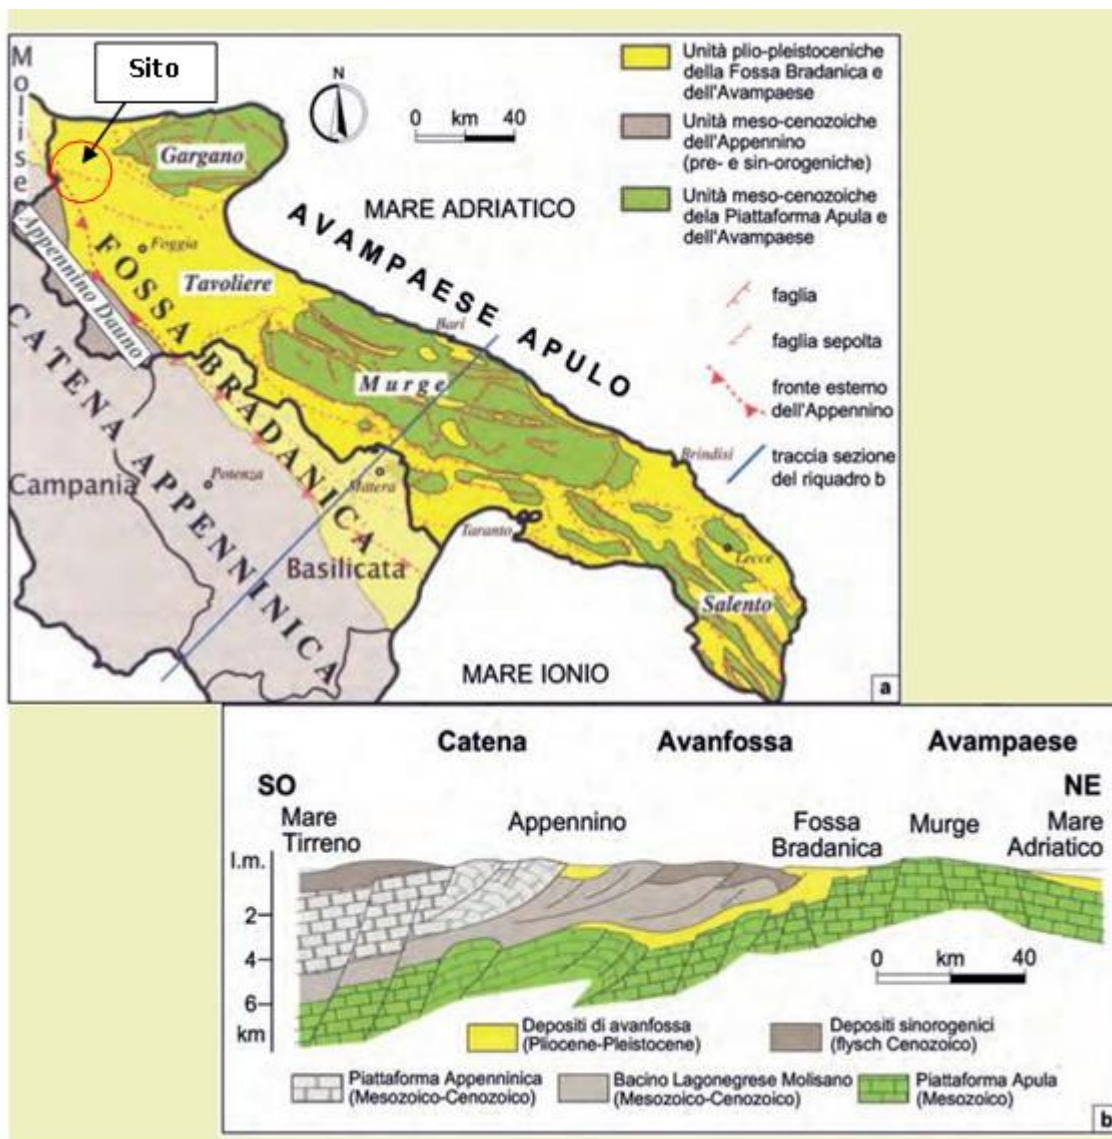 Molise
Sito
N
0 km 40
Gargano
MARE ADRIATICO
AVAMPAESE APULO
Foggia
FOSSA BRADANICA
Tavoliere
Appennino Dauno
CATENA APPENNINICA
Bari
Murge
Brindisi
Potenza
Matera
Campania
Basilicata
Taranto
Lecce
Salento
MARE IONIO
Unità plio-pleistoceniche
della Fossa Bradanica e
dell'Avampaese
Unità meso-cenozoiche
dell'Appennino
(pre- e sin-orogeniche)
Unità meso-cenozoiche
dela Piattaforma Apula e
dell'Avampaese
faglia
faglia sepolta
fronte esterno
dell'Appennino
traccia sezione
del riquadro b
a
Catena Avanfossa Avampaese
SO NE
Mare
Tirreno
Appennino
Fossa
Bradanica
Murge
Mare
Adriatico
l.m.
2
4
6
km
0 km 40
Depositi di avanfossa
(Pliocene-Pleistocene)
Depositi sinorogenici
(flysch Cenozoico)
Piattaforma Appenninica
(Mesozoico-Cenozoico)
Bacino Lagonegrese Molisano
(Mesozoico-Cenozoico)
Piattaforma Apula
(Mesozoico)
b